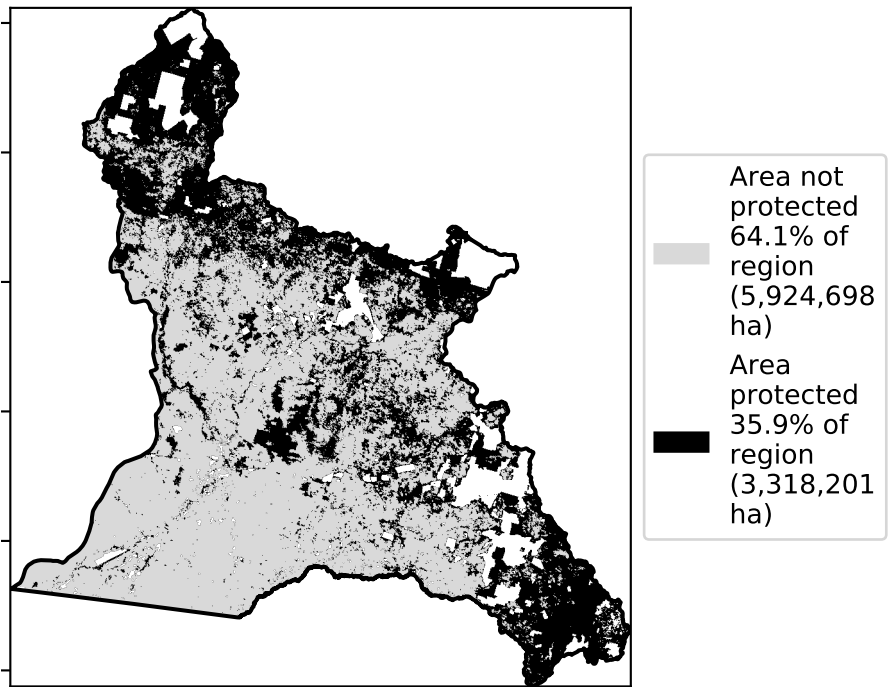 Area not
protected
64.1% of
region
(5,924,698
ha)
Area
protected
35.9% of
region
(3,318,201
ha)